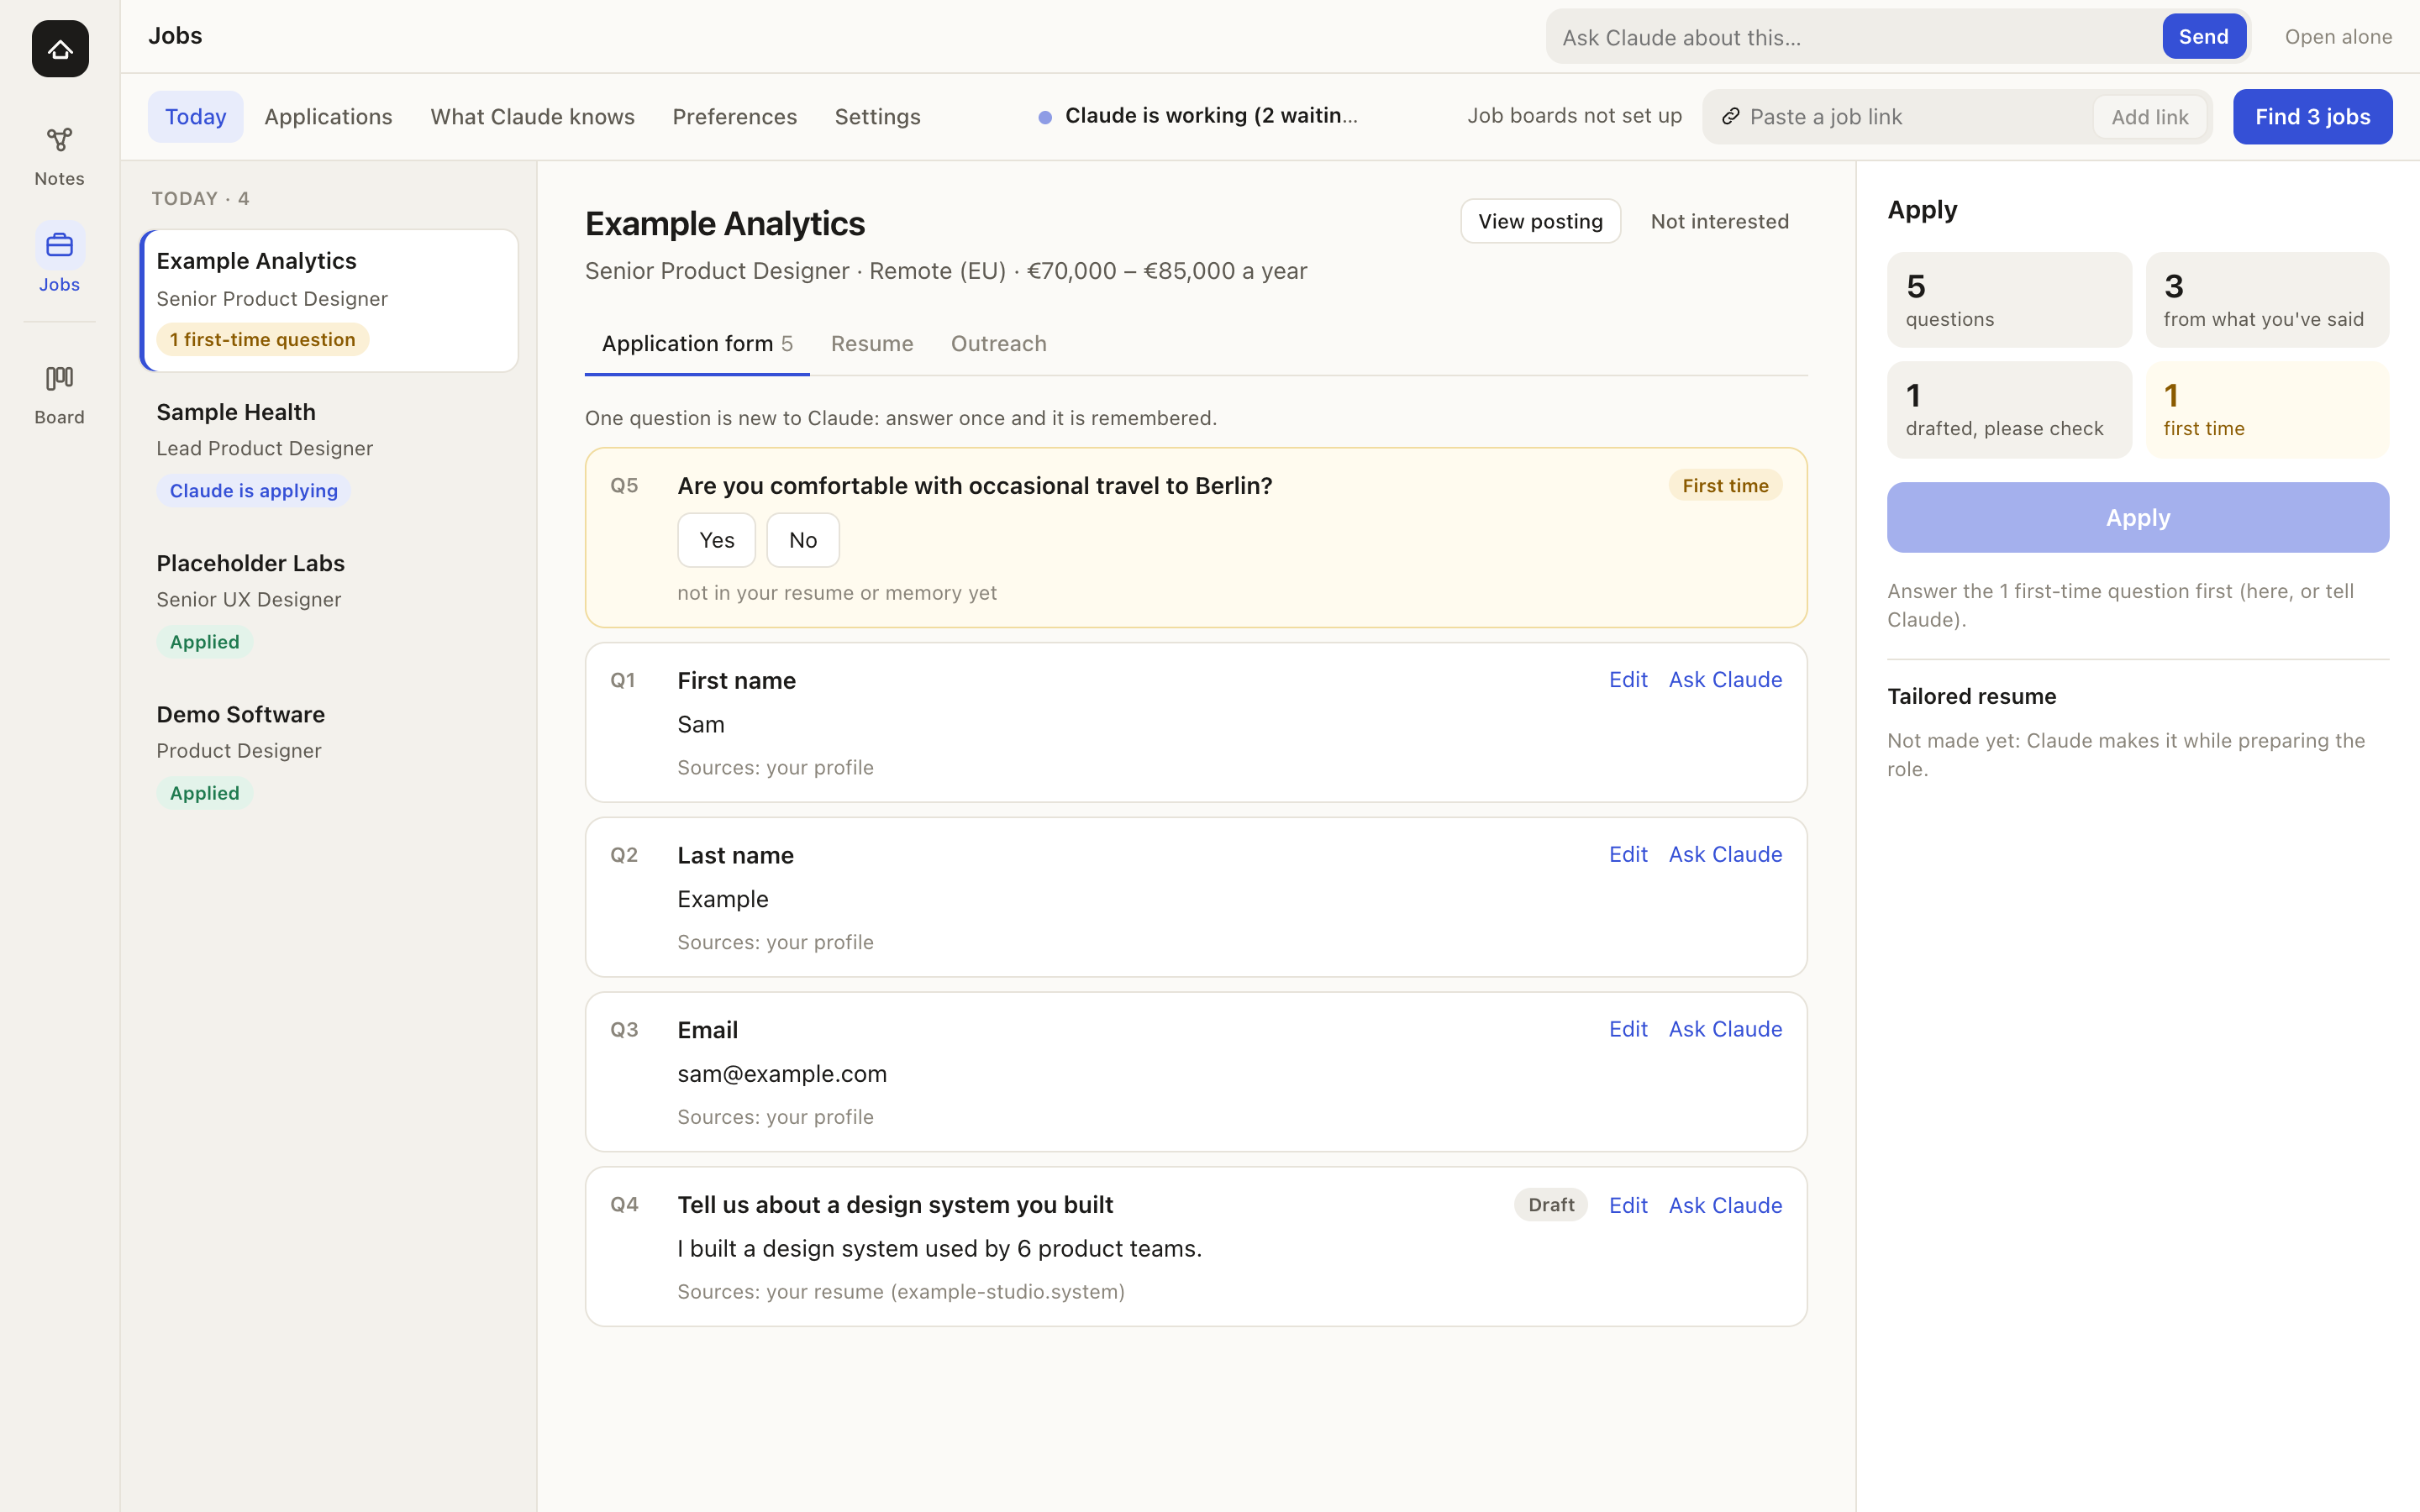 Jobs
Ask Claude about this...
Send
Open alone
Notes
Jobs
Board
Today
Applications
What Claude knows
Preferences
Settings
Claude is working (2 waitin...
Job boards not set up
Paste a job link
Add link
Find 3 jobs
TODAY · 4
Example Analytics
Senior Product Designer
1 first-time question
Sample Health
Lead Product Designer
Claude is applying
Placeholder Labs
Senior UX Designer
Applied
Demo Software
Product Designer
Applied
Example Analytics
View posting
Not interested
Senior Product Designer · Remote (EU) · €70,000 – €85,000 a year
Application form 5
Resume
Outreach
One question is new to Claude: answer once and it is remembered.
Q5
Are you comfortable with occasional travel to Berlin?
First time
Yes
No
not in your resume or memory yet
Q1
First name
Edit
Ask Claude
Sam
Sources: your profile
Q2
Last name
Edit
Ask Claude
Example
Sources: your profile
Q3
Email
Edit
Ask Claude
sam@example.com
Sources: your profile
Q4
Tell us about a design system you built
Draft
Edit
Ask Claude
I built a design system used by 6 product teams.
Sources: your resume (example-studio.system)
Apply
5
questions
3
from what you've said
1
drafted, please check
1
first time
Apply
Answer the 1 first-time question first (here, or tell
Claude).
Tailored resume
Not made yet: Claude makes it while preparing the
role.